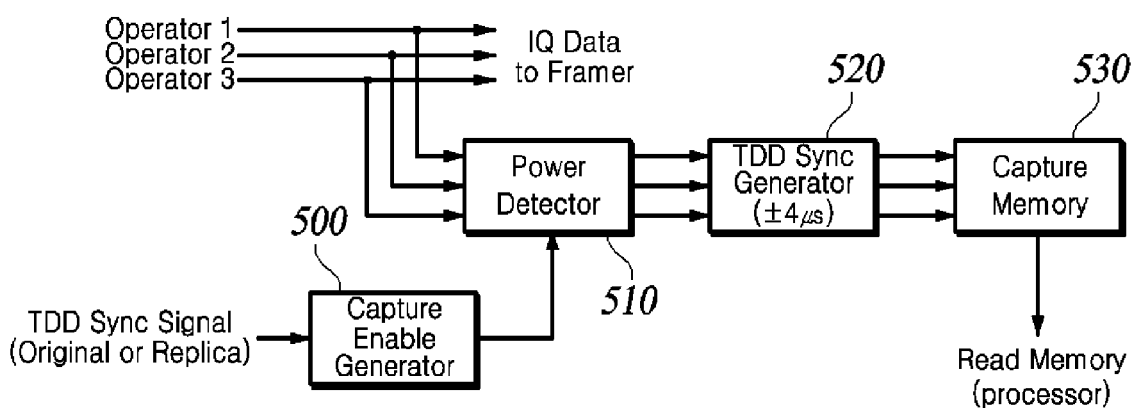 Operator 1
Operator 2
Operator 3
IQ Data
to Framer
520
530
Power
Detector
TDD Sync
Generator
(±4㎲)
Capture
Memory
500
510
TDD Sync Signal
(Original or Replica)
Capture
Enable
Generator
Read Memory
(processor)